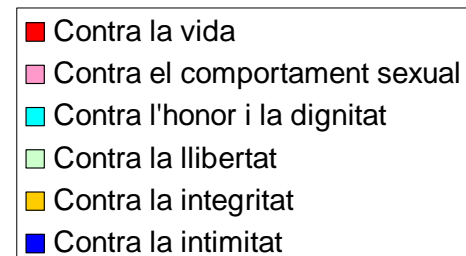 Contra la vida
Contra el comportament sexual
Contra l'honor i la dignitat
Contra la Llibertat
Contra la integritat
Contra la intimitat